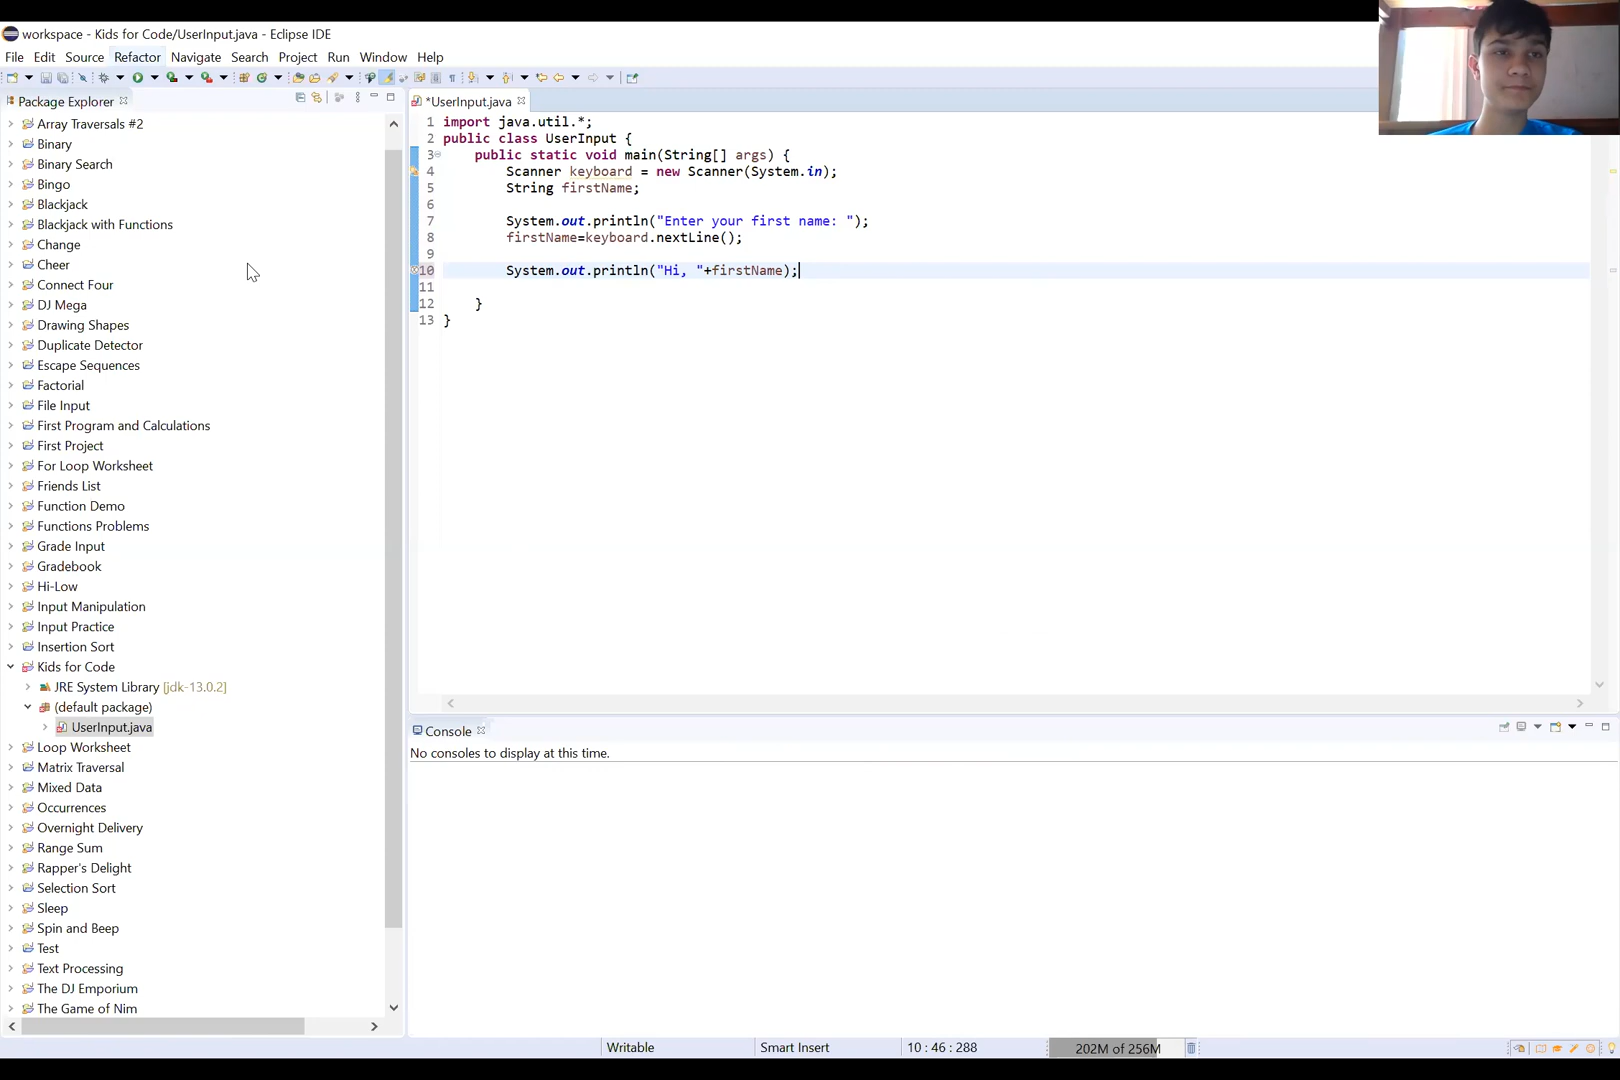 workspace - Kids for Code/UserInput.java - Eclipse IDE
File Edit Source Refactor Navigate Search Project Run Window Help
Package Explorer
Array Traversals #2
Binary
Binary Search
Bingo
Blackjack
Blackjack with Functions
Change
Cheer
Connect Four
DJ Mega
Drawing Shapes
Duplicate Detector
Escape Sequences
Factorial
File Input
First Program and Calculations
First Project
For Loop Worksheet
Friends List
Function Demo
Functions Problems
Grade Input
Gradebook
Hi-Low
Input Manipulation
Input Practice
Insertion Sort
Kids for Code
JRE System Library [jdk-13.0.2]
(default package)
UserInput.java
Loop Worksheet
Matrix Traversal
Mixed Data
Occurrences
Overnight Delivery
Range Sum
Rapper's Delight
Selection Sort
Sleep
Spin and Beep
Test
Text Processing
The DJ Emporium
The Game of Nim
*UserInput.java
1 import java.util.*;
2 public class UserInput {
3 public static void main(String[] args) {
4 Scanner keyboard = new Scanner(System.in);
5 String firstName;
6
7 System.out.println("Enter your first name: ");
8 firstName=keyboard.nextLine();
9
10 System.out.println("Hi, "+firstName);
11
12 }
13 }
Console
No consoles to display at this time.
Writable Smart Insert 10 : 46 : 288 202M of 256M